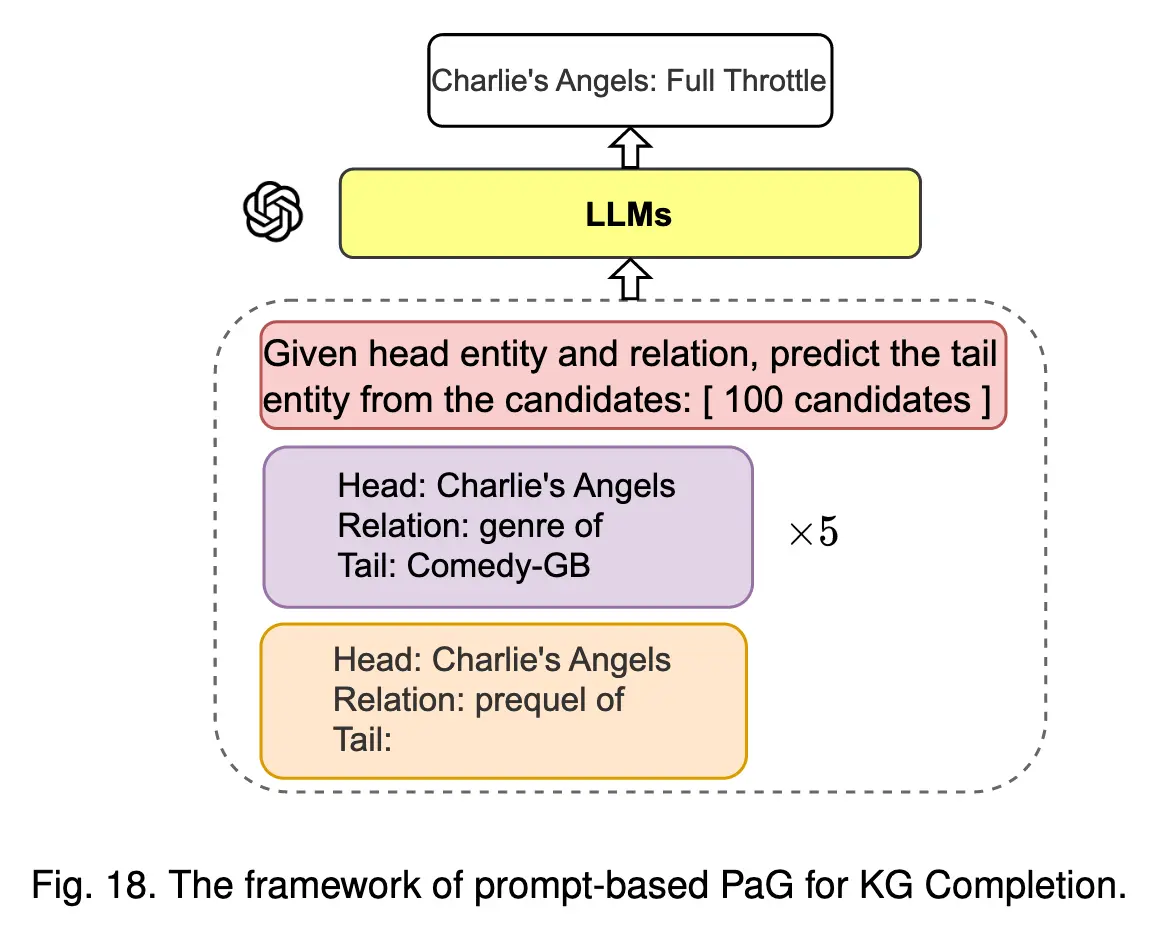 Charlie's Angels: Full Throttle
LLMs
Given head entity and relation, predict the tail
entity from the candidates: [ 100 candidates ]
Head: Charlie's Angels
Relation: genre of
Tail: Comedy-GB
×5
Head: Charlie's Angels
Relation: prequel of
Tail:
Fig. 18. The framework of prompt-based PaG for KG Completion.